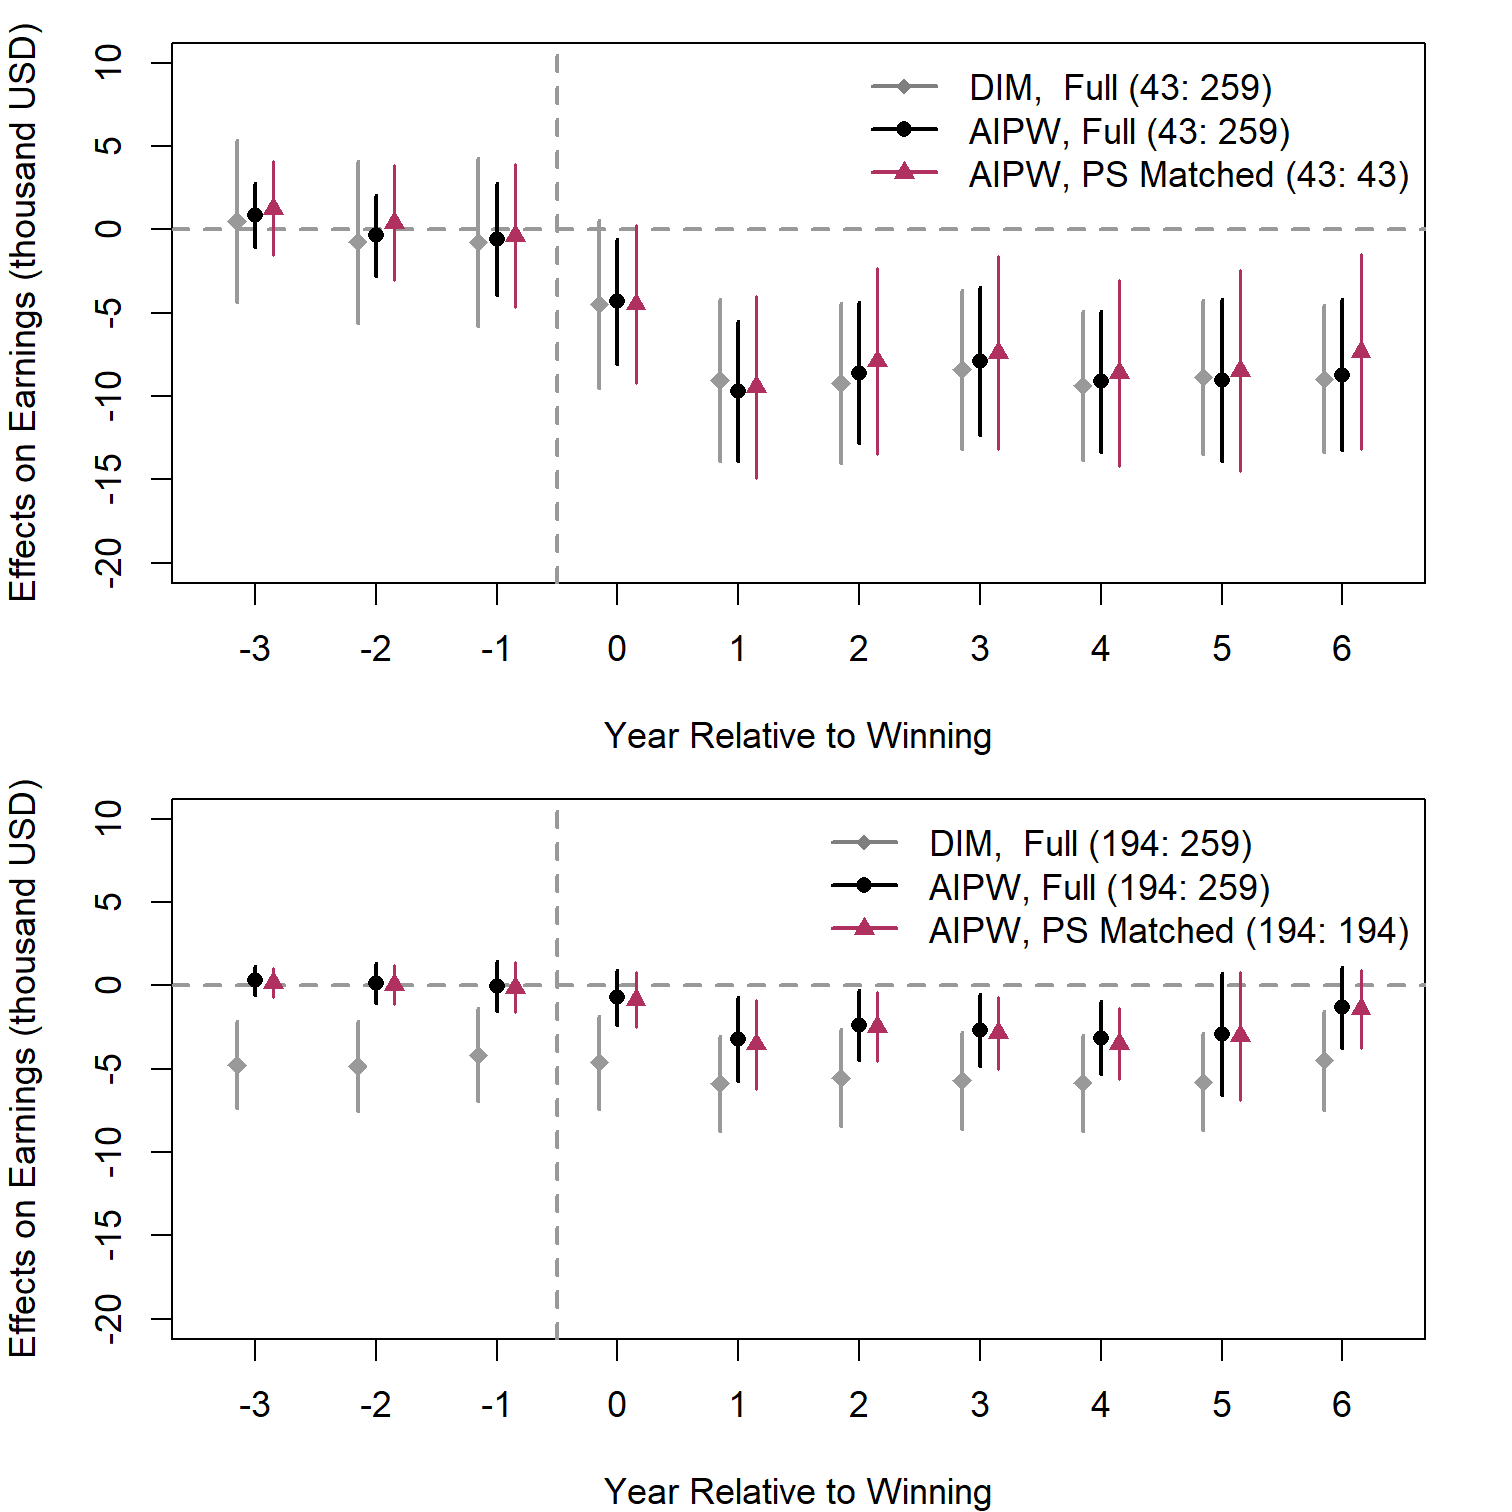 Effects on Earnings (thousand USD)
10
5
0
-5
-10
-15
-20
DIM,  Full (43: 259)
AIPW, Full (43: 259)
AIPW, PS Matched (43: 43)
-3 -2 -1 0 1 2 3 4 5 6
Year Relative to Winning
Effects on Earnings (thousand USD)
10
5
0
-5
-10
-15
-20
DIM,  Full (194: 259)
AIPW, Full (194: 259)
AIPW, PS Matched (194: 194)
-3 -2 -1 0 1 2 3 4 5 6
Year Relative to Winning